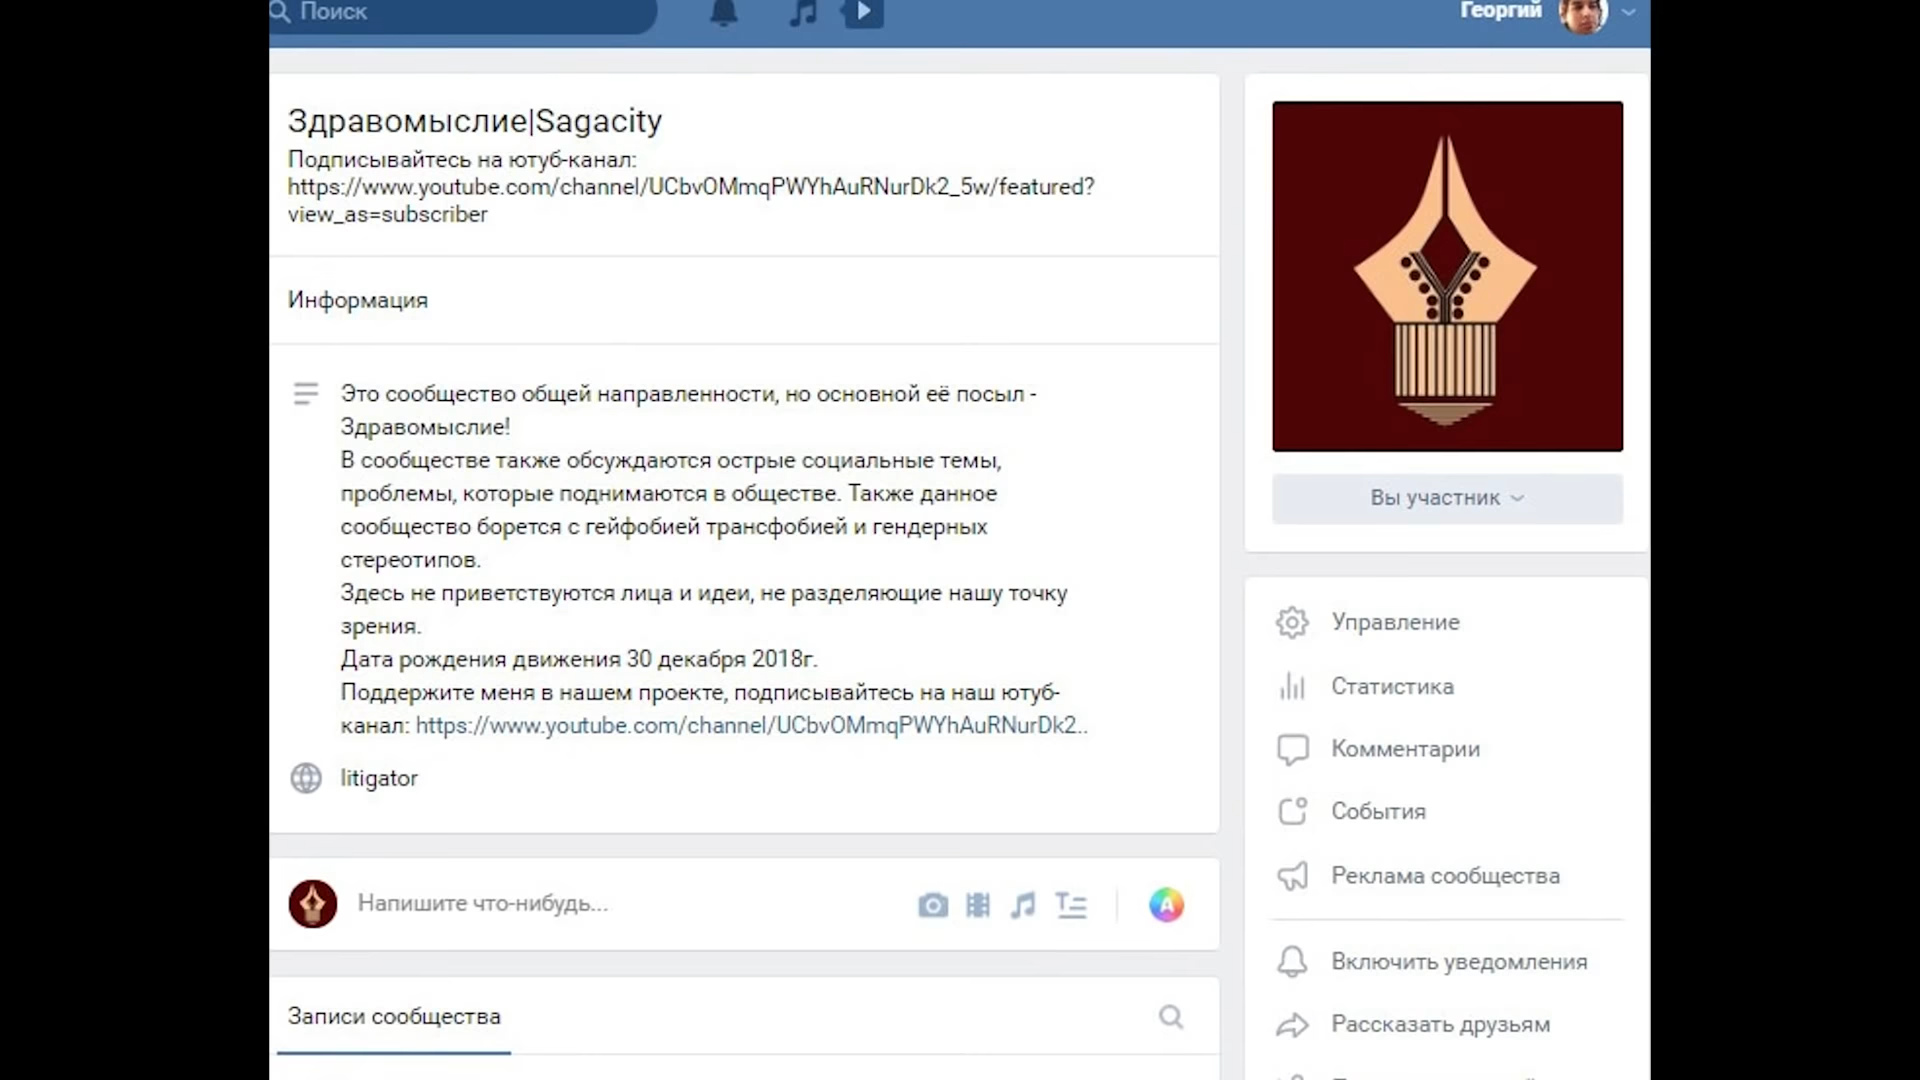 Поиск
Георгий
Здравомыслие|Sagacity
Подписывайтесь на ютуб-канал:
https://www.youtube.com/channel/UCbvOMmqPWYhAuRNurDk2_5w/featured?
view_as=subscriber
Информация
Это сообщество общей направленности, но основной её посыл -
Здравомыслие!
В сообществе также обсуждаются острые социальные темы,
проблемы, которые поднимаются в обществе. Также данное
сообщество борется с гейфобией трансфобией и гендерных
стереотипов.
Здесь не приветствуются лица и идеи, не разделяющие нашу точку
зрения.
Дата рождения движения 30 декабря 2018г.
Поддержите меня в нашем проекте, подписывайтесь на наш ютуб-
канал: https://www.youtube.com/channel/UCbvOMmqPWYhAuRNurDk2..
litigator
Напишите что-нибудь...
Записи сообщества
Вы участник
Управление
Статистика
Комментарии
События
Реклама сообщества
Включить уведомления
Рассказать друзьям